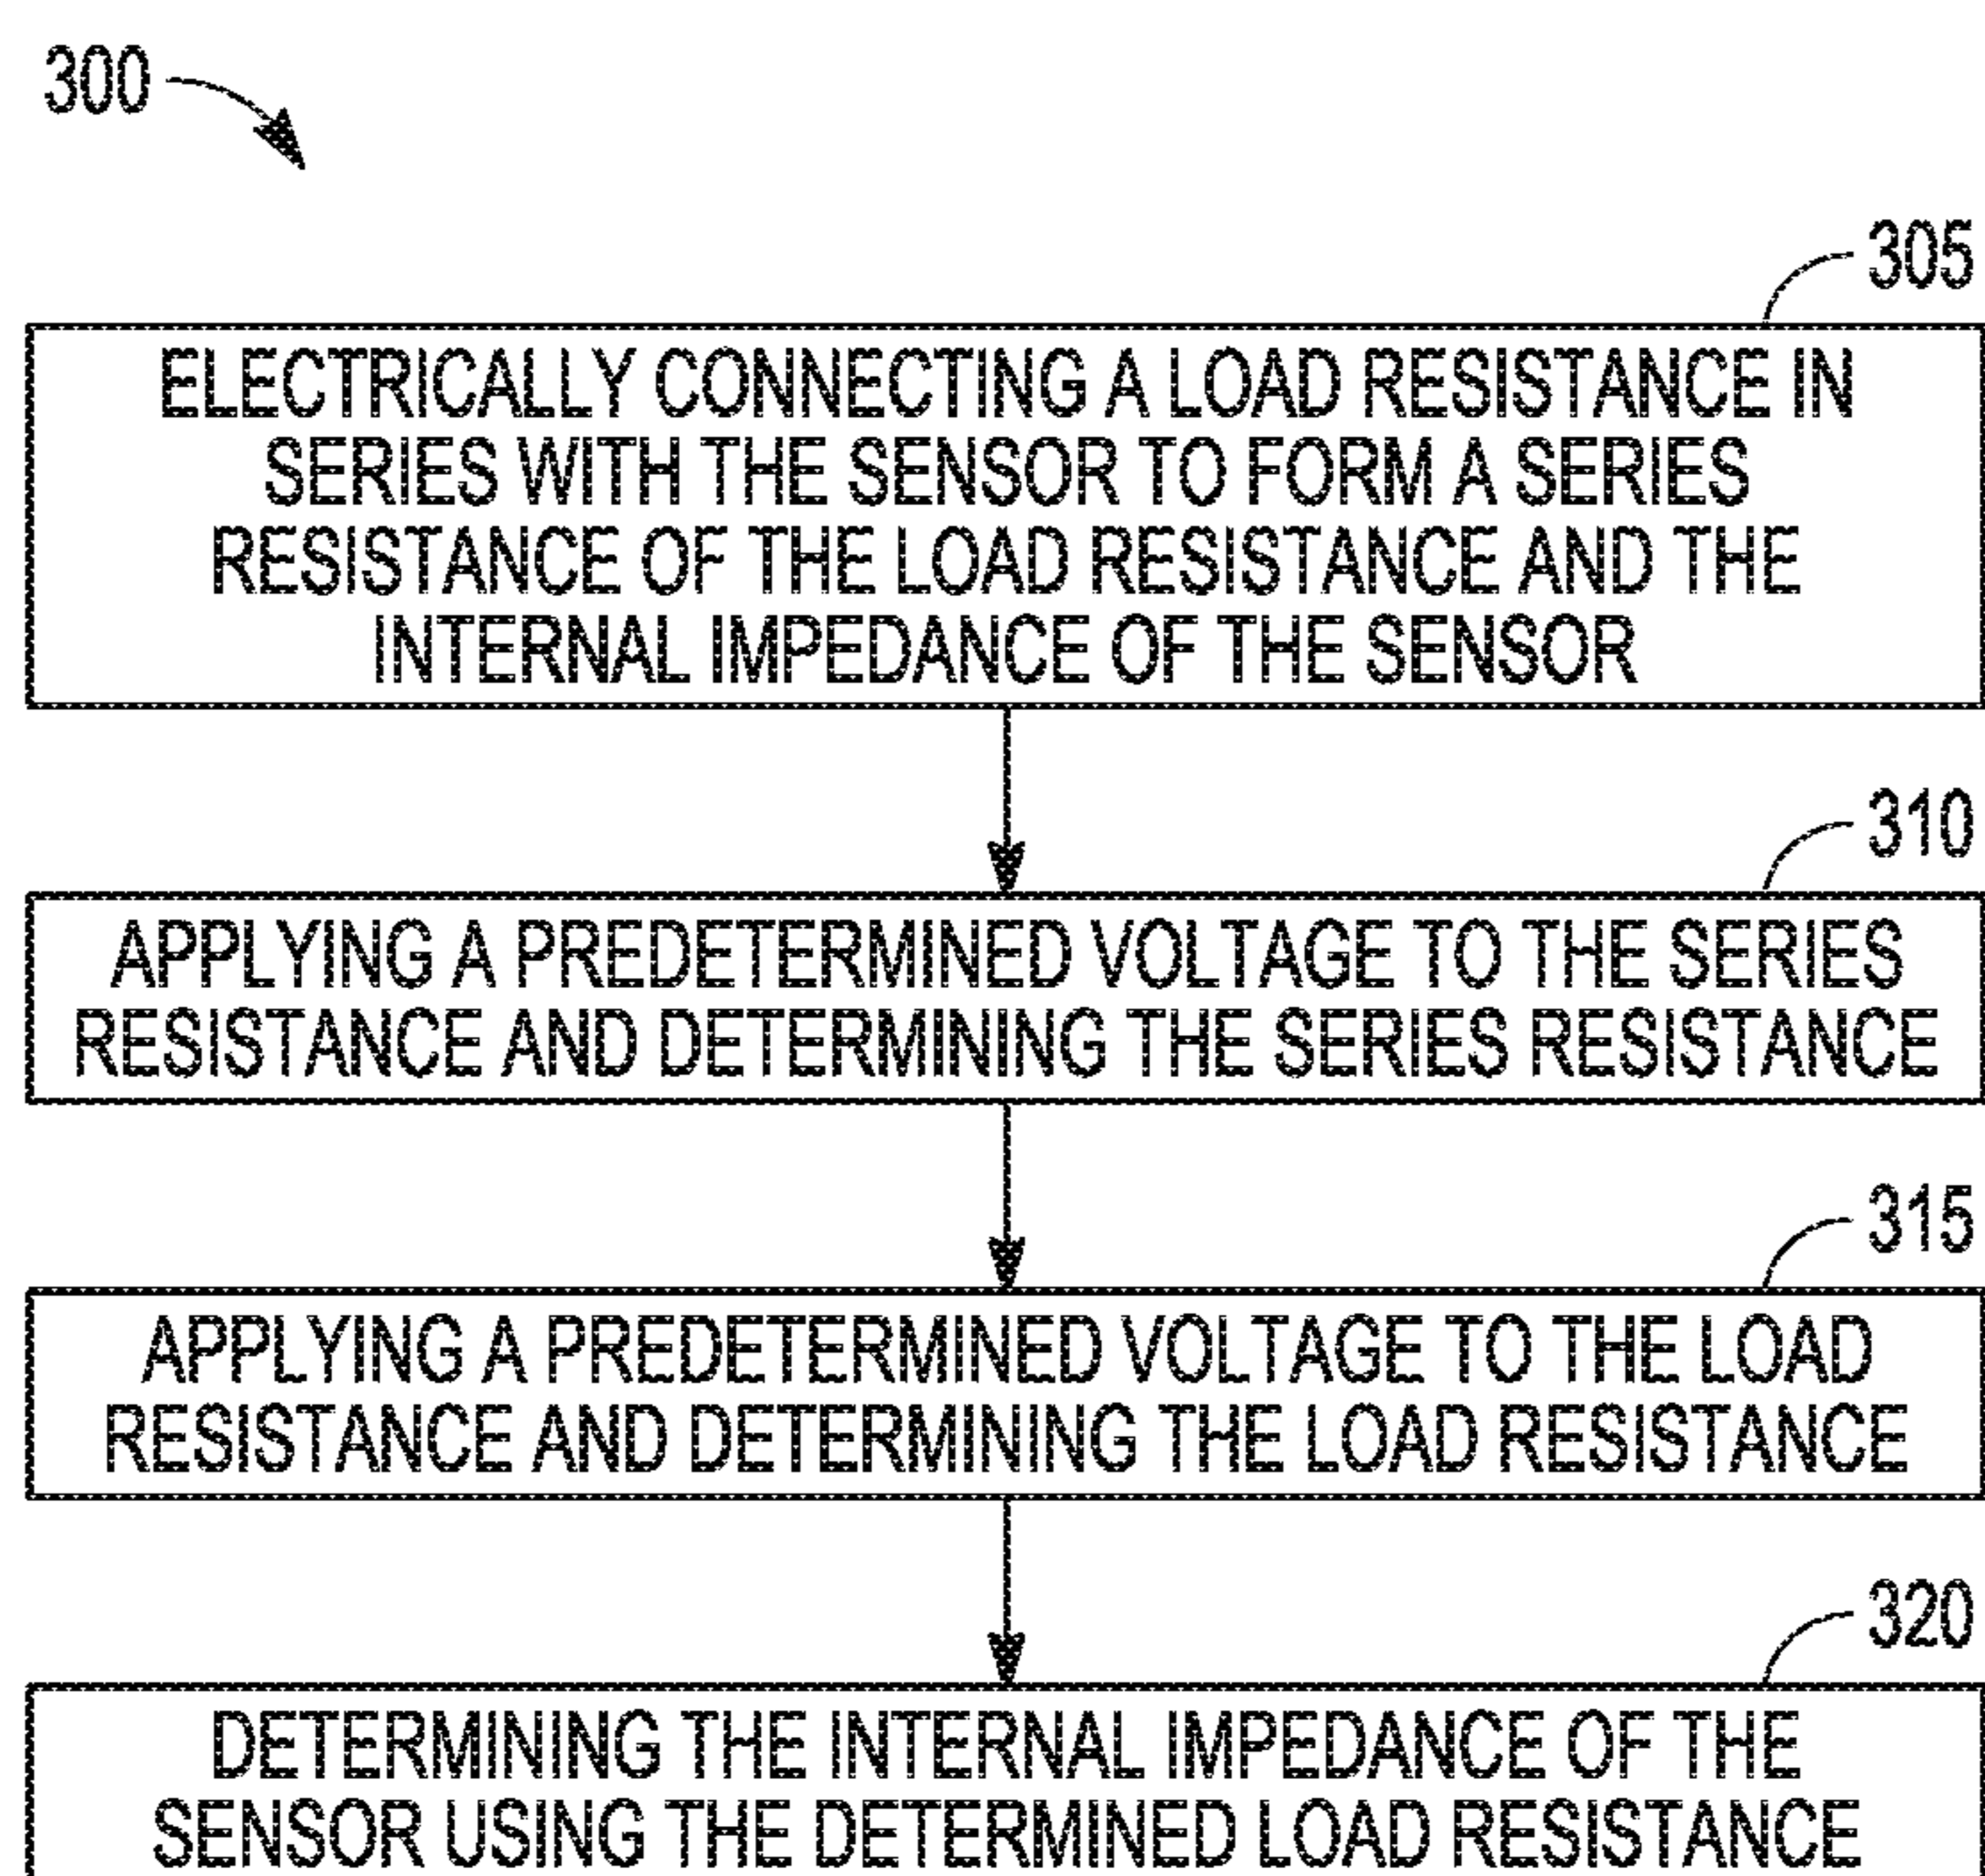 300
305
ELECTRICALLY CONNECTING A LOAD RESISTANCE IN
SERIES WITH THE SENSOR TO FORM A SERIES
RESISTANCE OF THE LOAD RESISTANCE AND THE
INTERNAL IMPEDANCE OF THE SENSOR
310
APPLYING A PREDETERMINED VOLTAGE TO THE SERIES
RESISTANCE AND DETERMINING THE SERIES RESISTANCE
315
APPLYING A PREDETERMINED VOLTAGE TO THE LOAD
RESISTANCE AND DETERMINING THE LOAD RESISTANCE
320
DETERMINING THE INTERNAL IMPEDANCE OF THE
SENSOR USING THE DETERMINED LOAD RESISTANCE